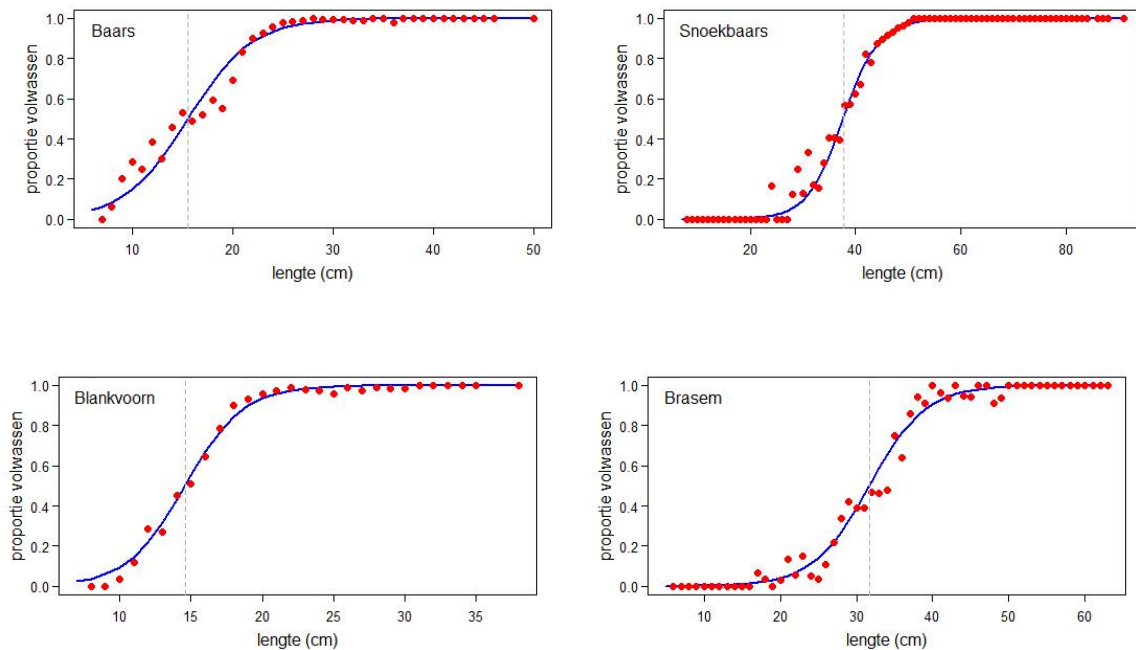 Baars
proportie volwassen
1.0
0.8
0.6
0.4
0.2
0.0
10 20 30 40 50
lengte (cm)
Snoekbaars
proportie volwassen
1.0
0.8
0.6
0.4
0.2
0.0
20 40 60 80
lengte (cm)
Blankvoorn
proportie volwassen
1.0
0.8
0.6
0.4
0.2
0.0
10 15 20 25 30 35
lengte (cm)
Brasem
proportie volwassen
1.0
0.8
0.6
0.4
0.2
0.0
10 20 30 40 50 60
lengte (cm)